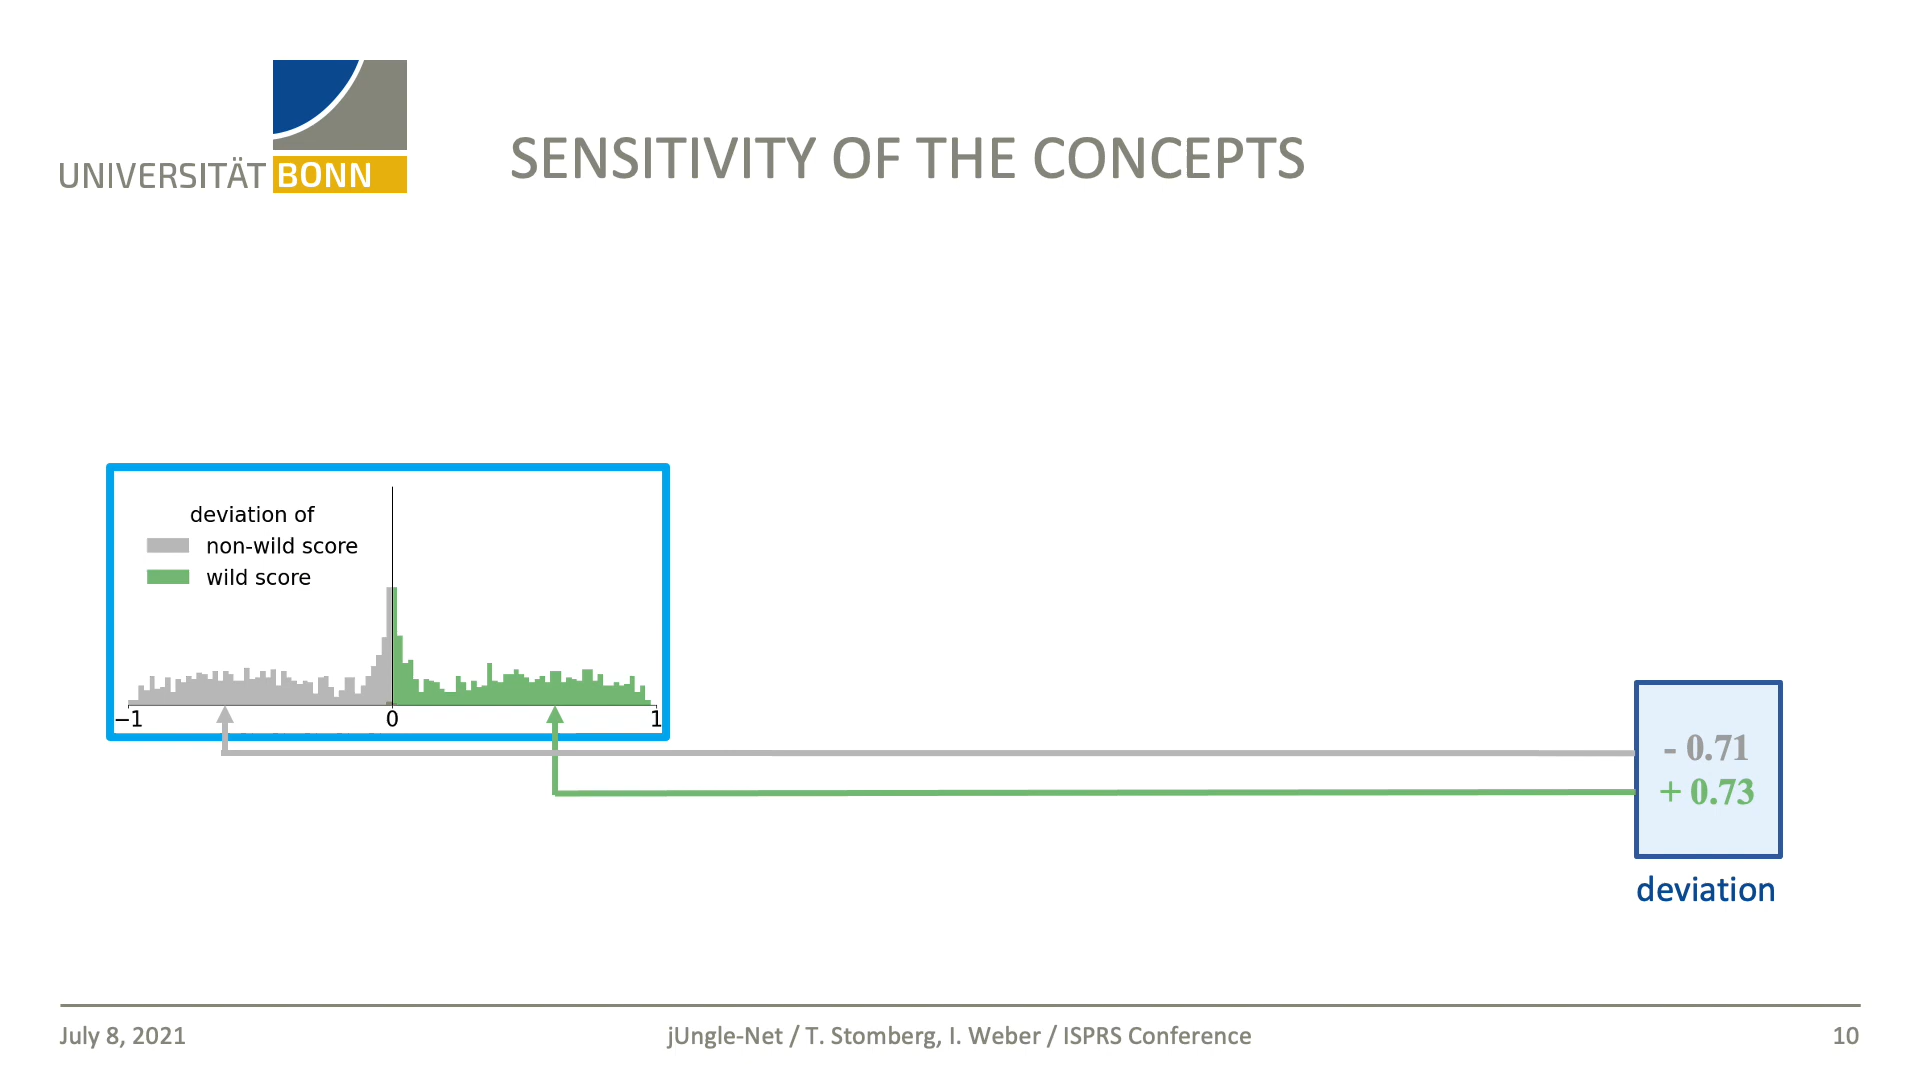 UNIVERSITÄT BONN
SENSITIVITY OF THE CONCEPTS
deviation of
non-wild score
wild score
−1
0
1
- 0.71
+ 0.73
deviation
July 8, 2021
jUngle-Net / T. Stomberg, I. Weber / ISPRS Conference
10